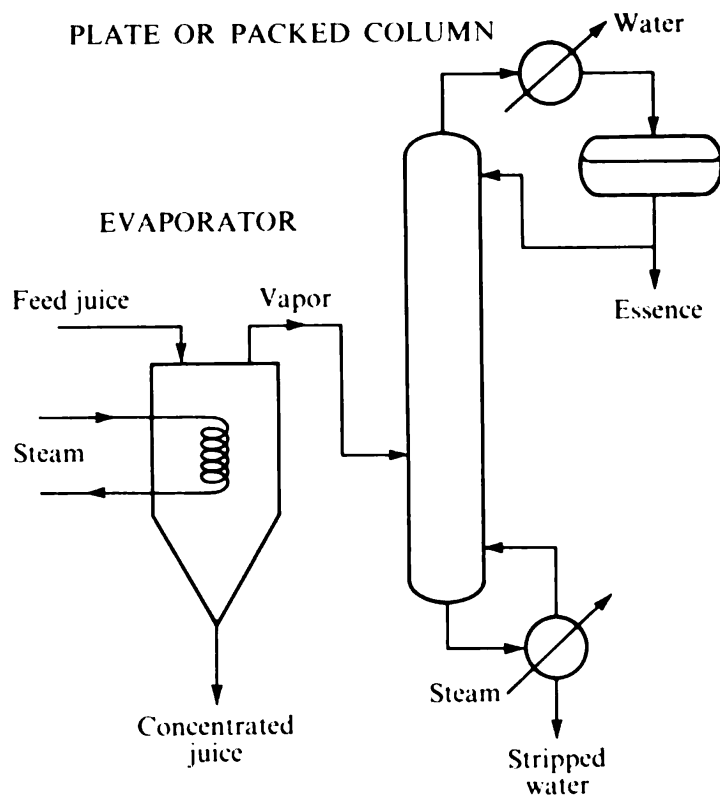 PLATE OR PACKED COLUMN
Water
EVAPORATOR
Feed juice
Vapor
Essence
Steam
Steam
Concentrated
juice
Stripped
water